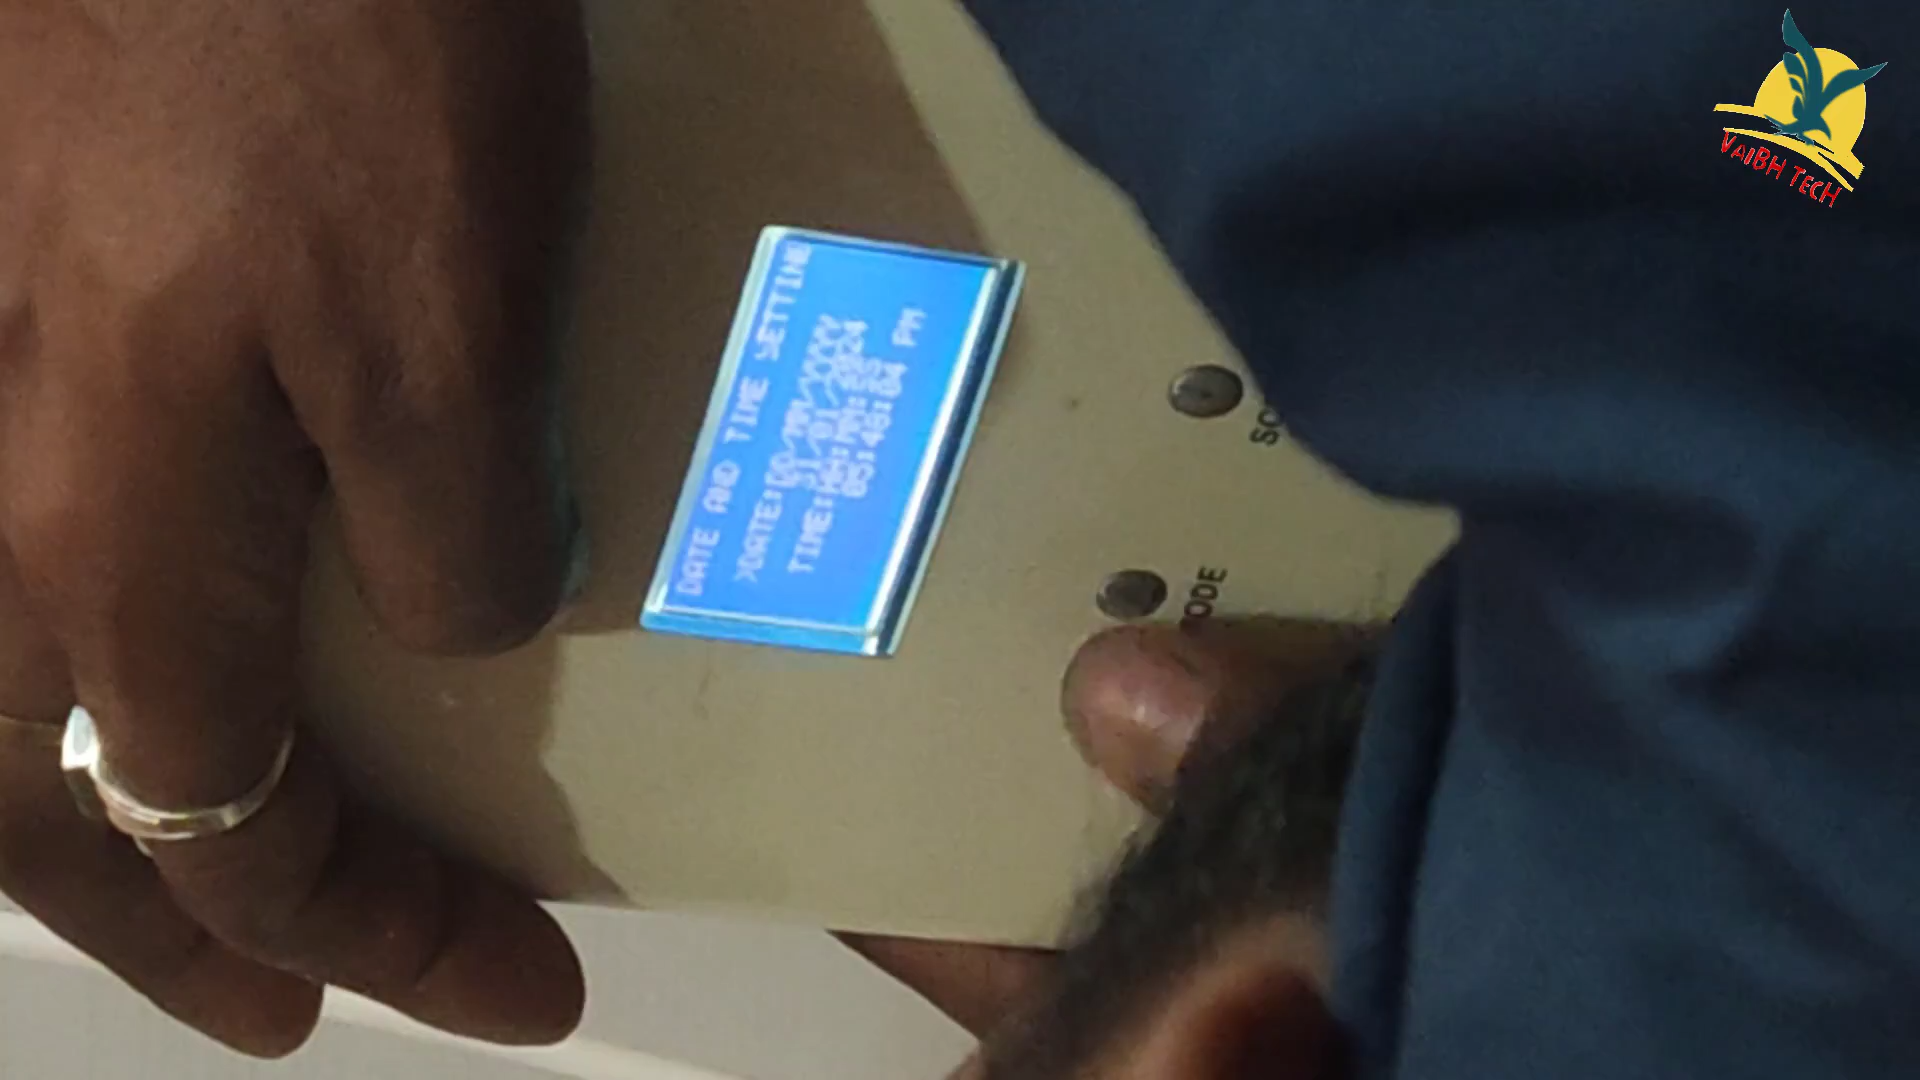 DATE AND TIME SETTING
>DATE:DD/MM/YYYY
31/01/2024
TIME:HH:MM:SS
05:48:04 PM
ODE
VAIBH TECH